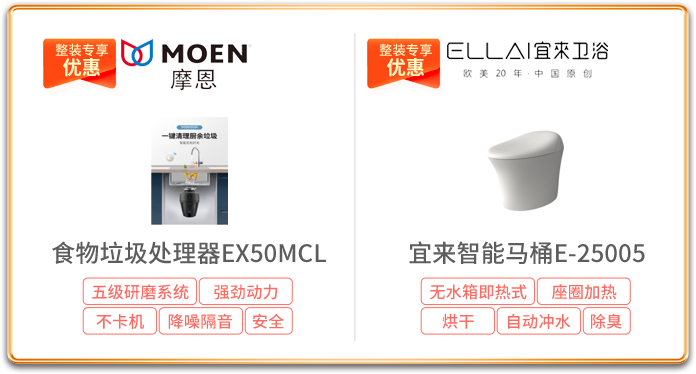 整装专享
优惠
MOEN
摩恩
一键清理厨余垃圾
食物垃圾处理器EX50MCL
五级研磨系统
强劲动力
不卡机
降噪隔音
安全
整装专享
优惠
ELLAI宜來卫浴
欧美20年·中国原创
宜来智能马桶E-25005
无水箱即热式
座圈加热
烘干
自动冲水
除臭